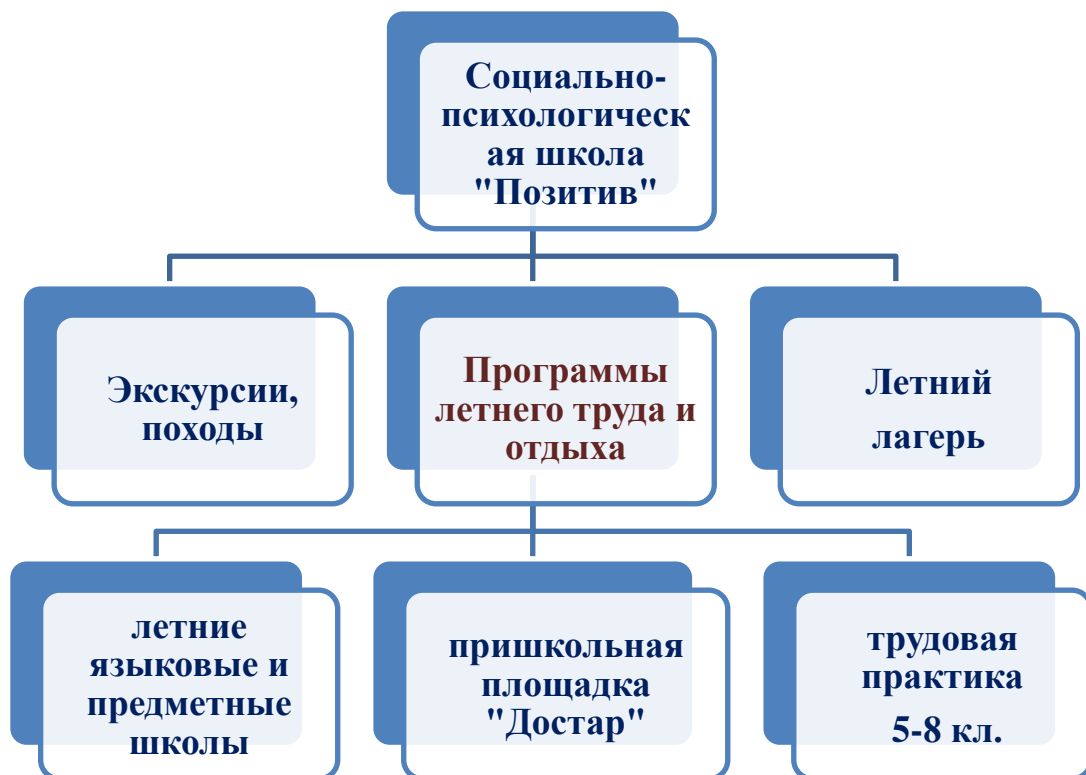 Социально-
психологическ
ая школа
"Позитив"
Экскурсии,
походы
Программы
летнего труда и
отдыха
Летний
лагерь
летние
языковые и
предметные
школы
пришкольная
площадка
"Достар"
трудовая
практика
5-8 кл.